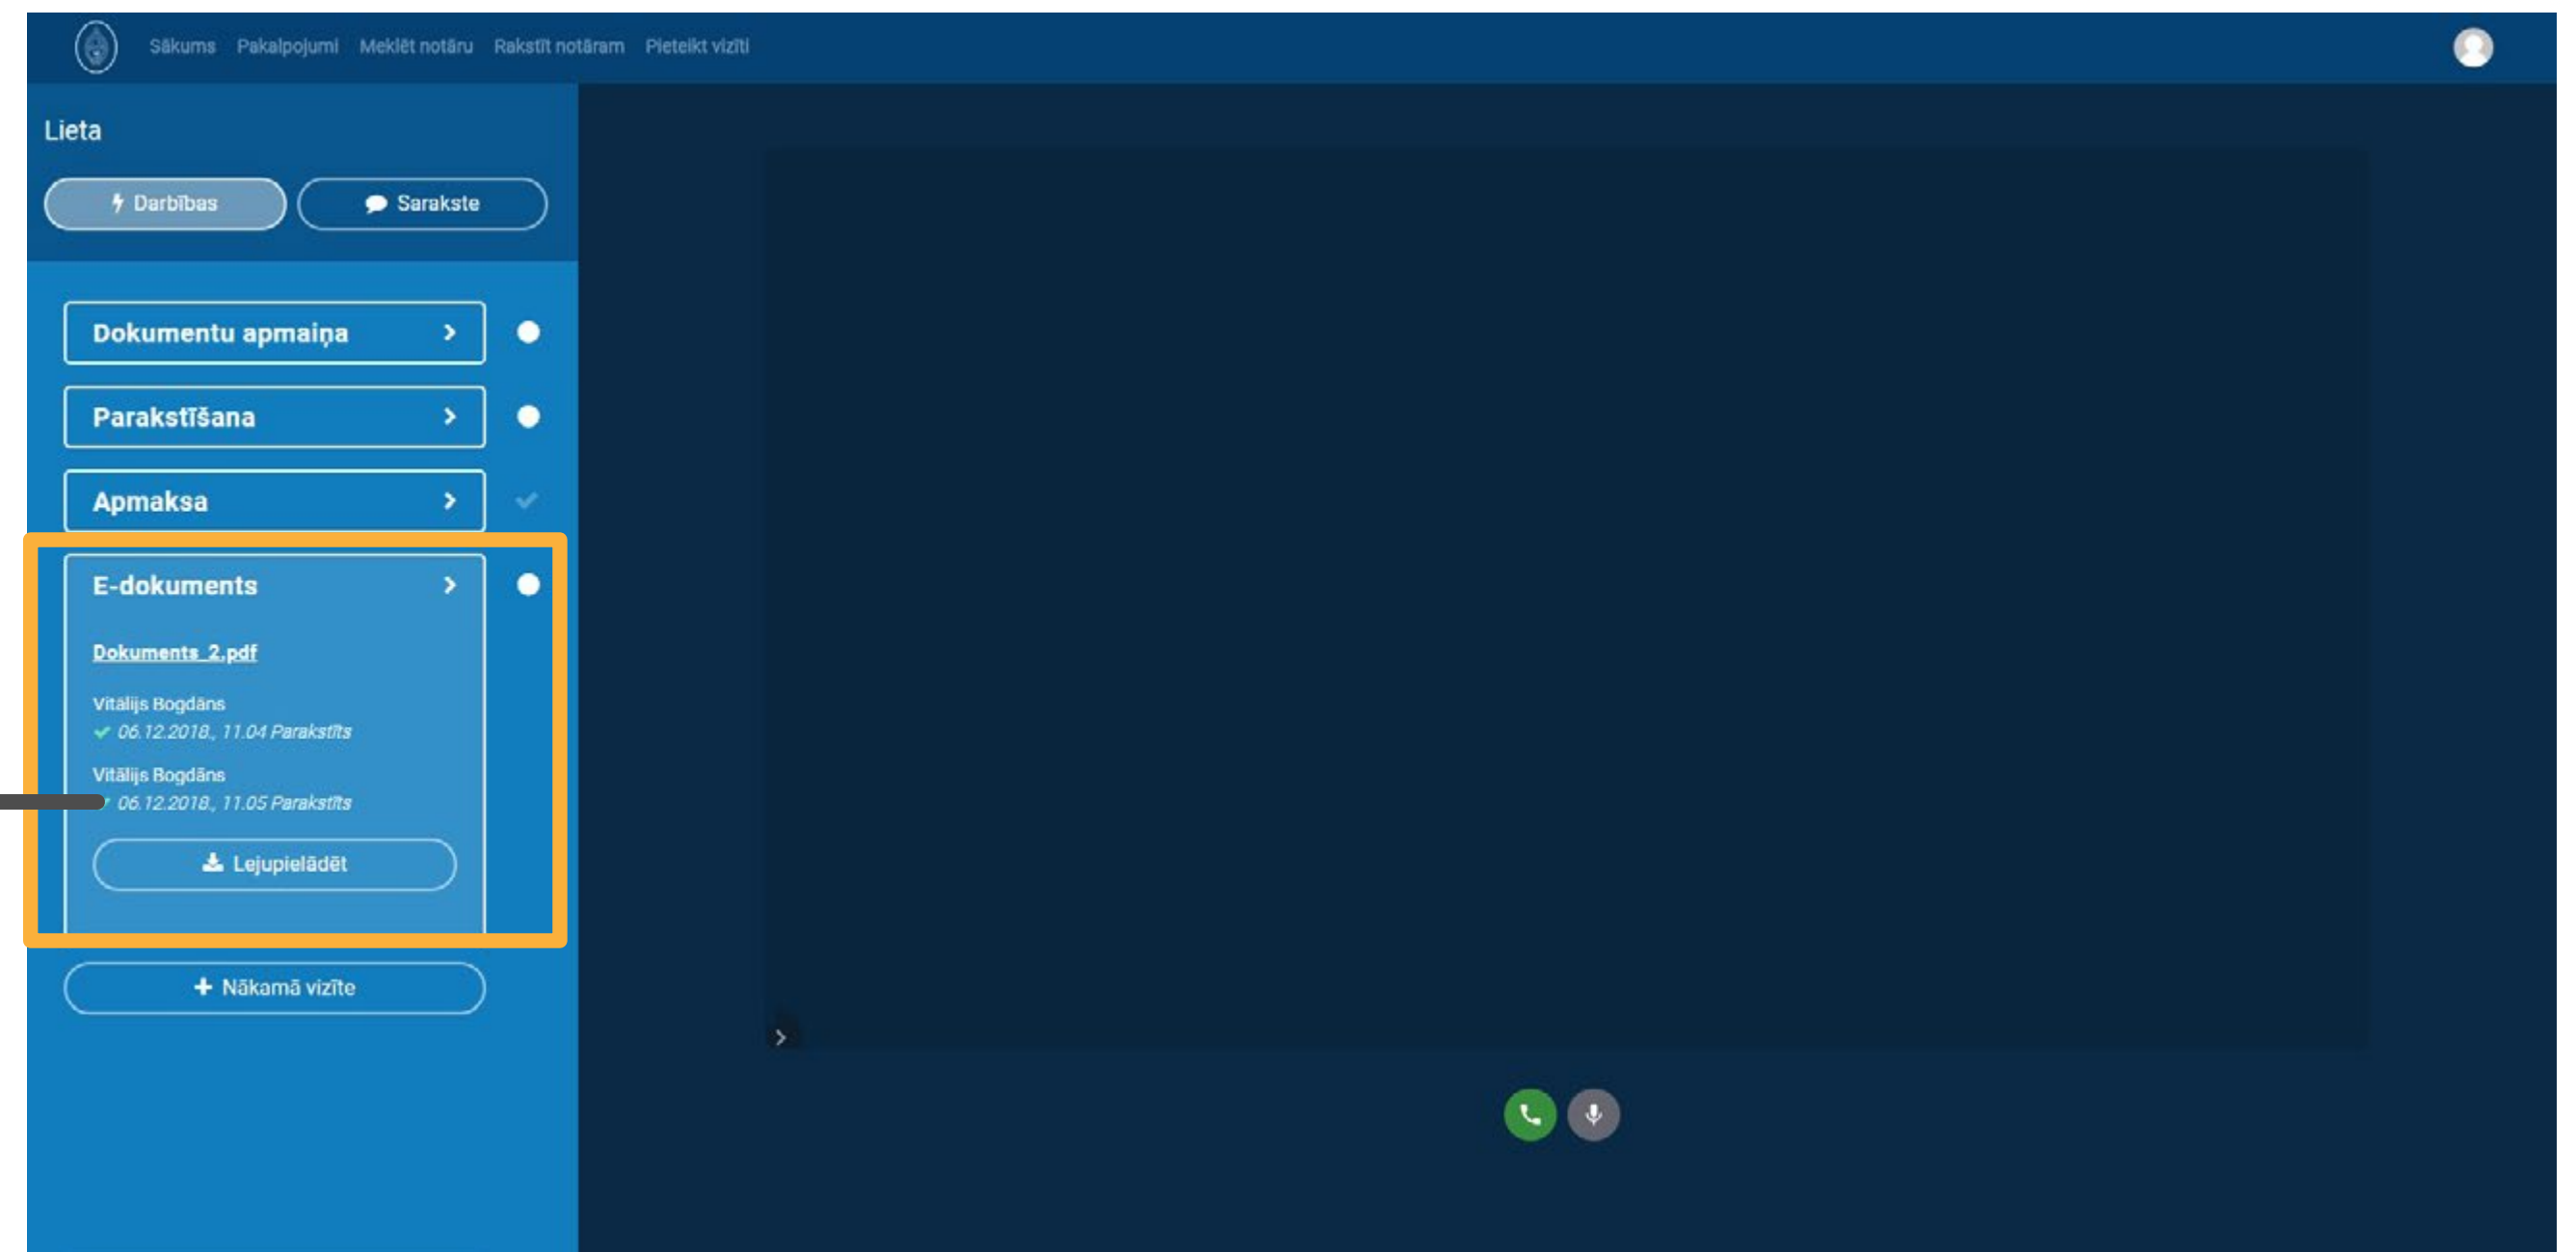 Sākums Pakalpojumi Meklēt notāru Rakstīt notāram Pieteikt vizīti
Lieta
Darbības Sarakste
Dokumentu apmaiņa
Parakstīšana
Apmaksa
E-dokuments
Dokuments_2.pdf
Vitālijs Bogdāns
06.12.2018., 11.04 Parakstīts
Vitālijs Bogdāns
06.12.2018., 11.05 Parakstīts
Lejupielādēt
Nākamā vizīte